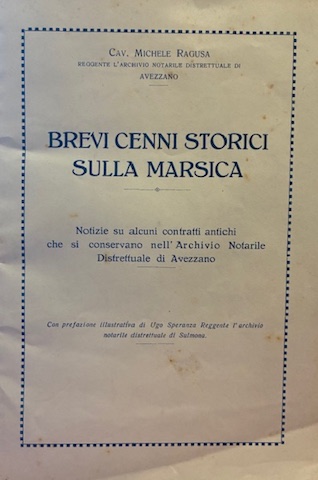 CAV. MICHELE RAGUSA
REGGENTE L'ARCHIVIO NOTARILE DISTRETTUALE DI
AVEZZANO
BREVI CENNI STORICI
SULLA MARSICA
Notizie su alcuni contratti antichi
che si conservano nell'Archivio Notarile
Distrettuale di Avezzano
Con prefazione illustrativa di Ugo Speranza Reggente l'archivio
notarile distrettuale di Sulmona.